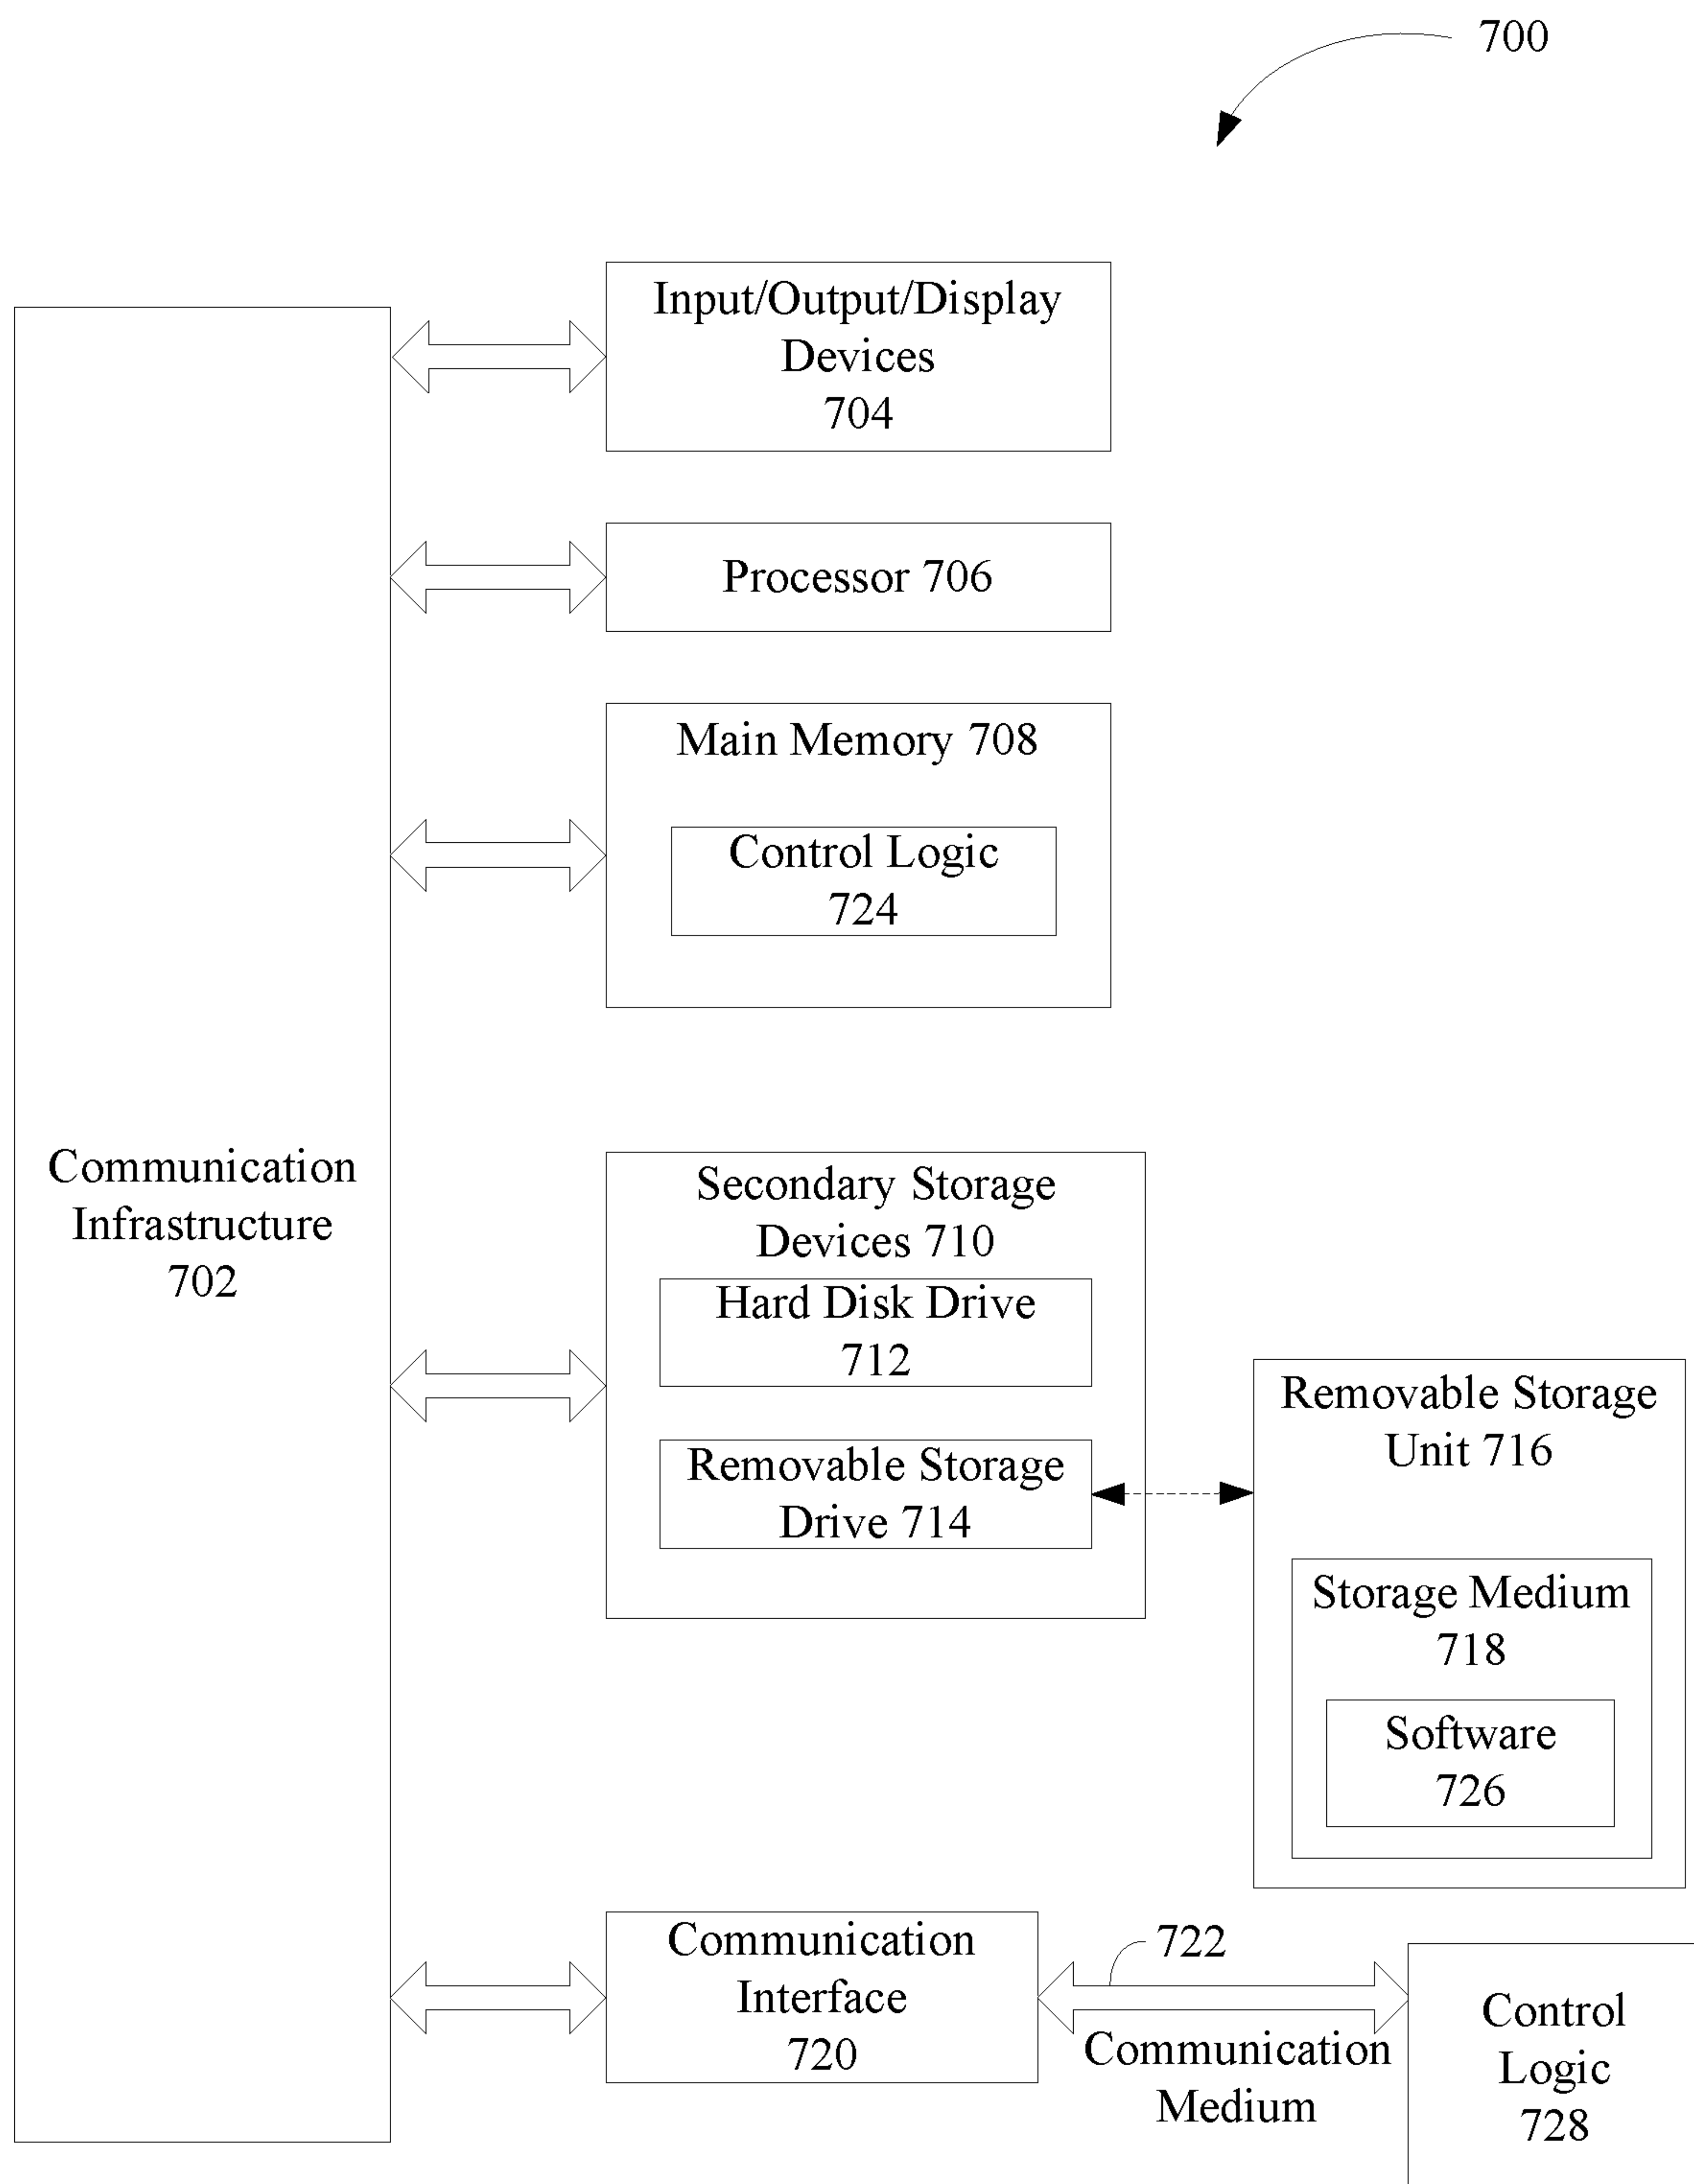 700
Input/Output/Display
Devices
704
Processor 706
Main Memory 708
Control Logic
724
Communication
Infrastructure
702
Secondary Storage
Devices 710
Hard Disk Drive
712
Removable Storage
Drive 714
Removable Storage
Unit 716
Storage Medium
718
Software
726
Communication
Interface
720
722
Communication
Medium
Control
Logic
728